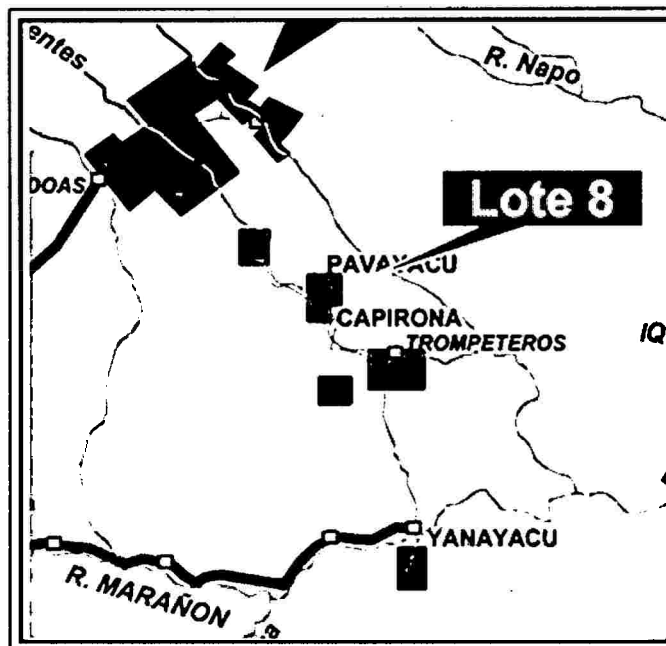 entes
R. Napo
DOAS
Lote 8
PAVAYACU
CAPIRONA
TROMPETEROS
IQ
YANAYACU
R. MARAÑON